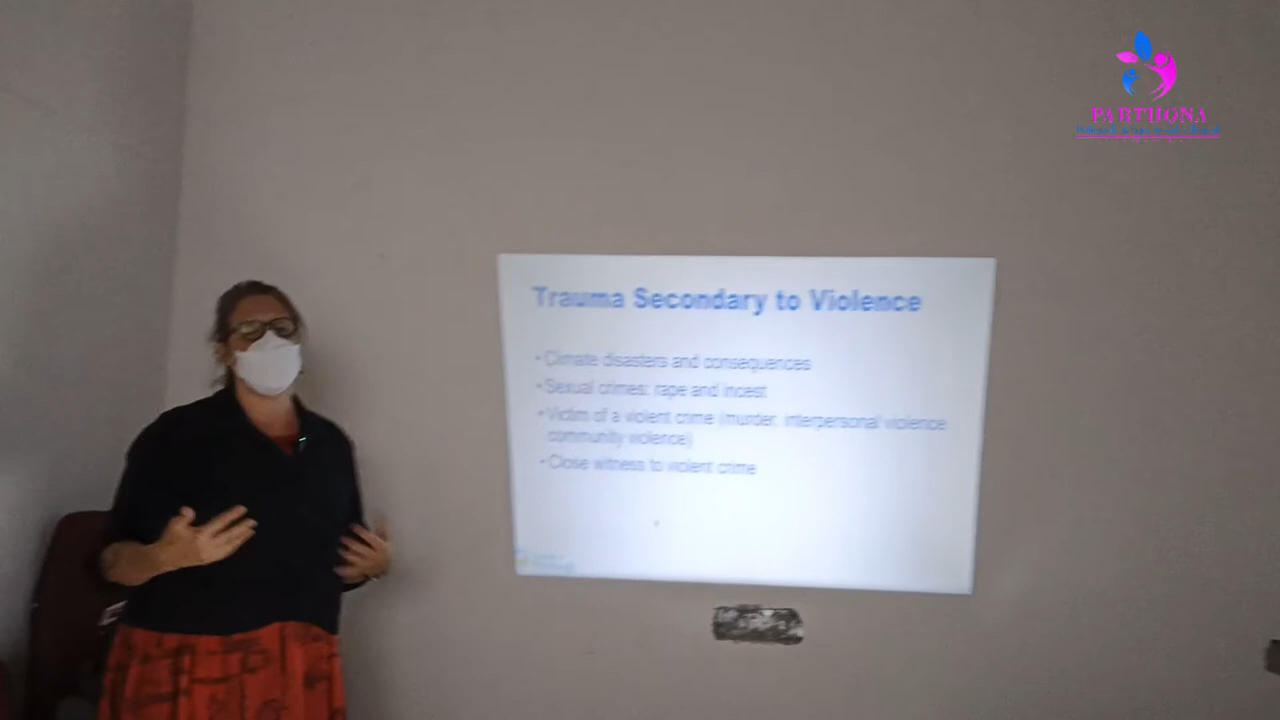 PARTHONA
Trauma Secondary to Violence
• Climate disasters and consequences
• Sexual crimes: rape and incest
• Victim of a violent crime (murder, interpersonal violence
community violence)
• Close witness to violent crime